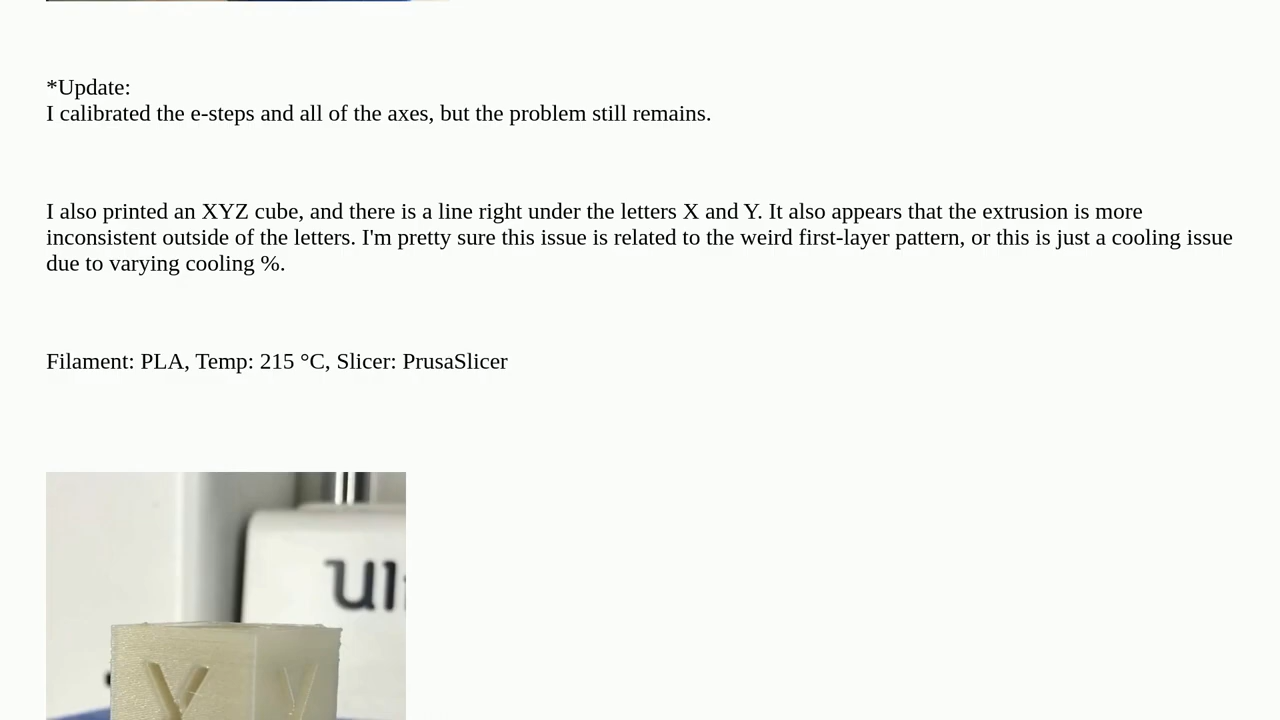 *Update:
I calibrated the e-steps and all of the axes, but the problem still remains.
I also printed an XYZ cube, and there is a line right under the letters X and Y. It also appears that the extrusion is more
inconsistent outside of the letters. I'm pretty sure this issue is related to the weird first-layer pattern, or this is just a cooling issue
due to varying cooling %.
Filament: PLA, Temp: 215 °C, Slicer: PrusaSlicer
X Y